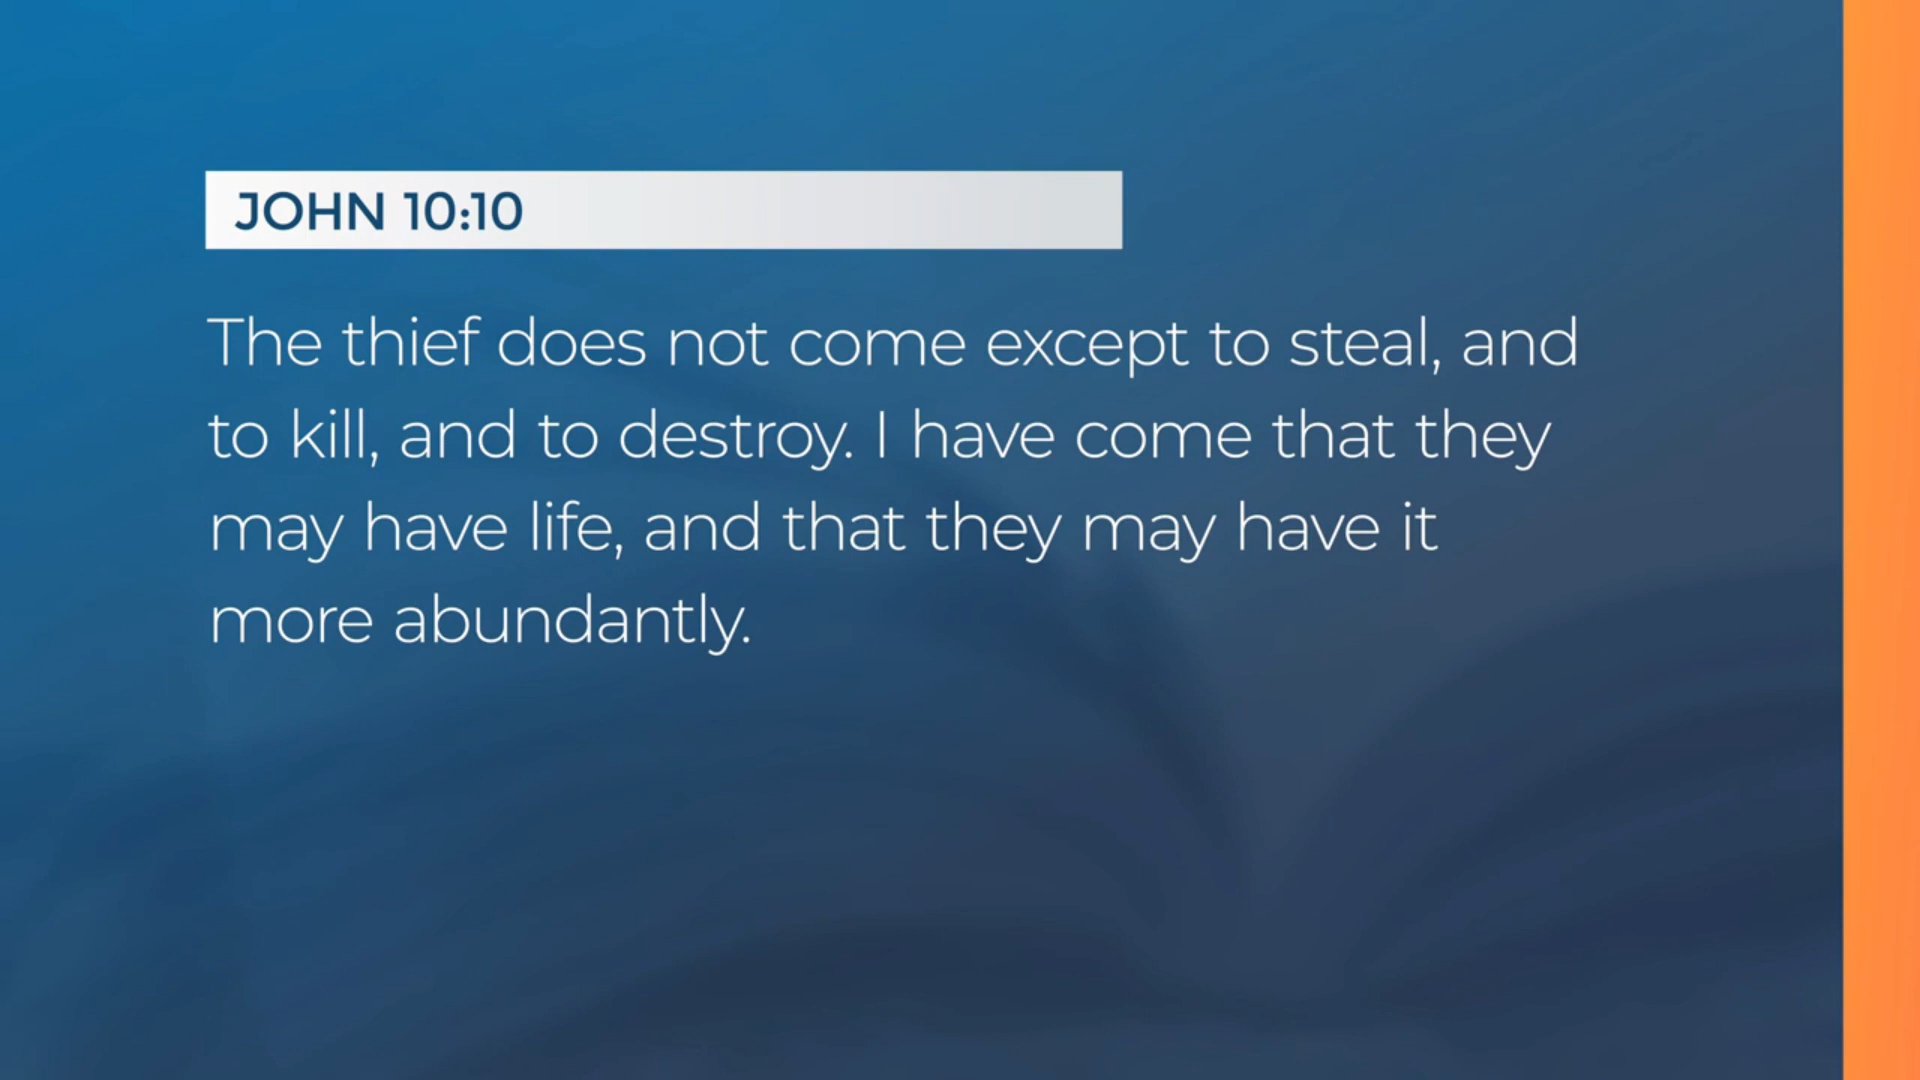 JOHN 10:10
The thief does not come except to steal, and
to kill, and to destroy. I have come that they
may have life, and that they may have it
more abundantly.